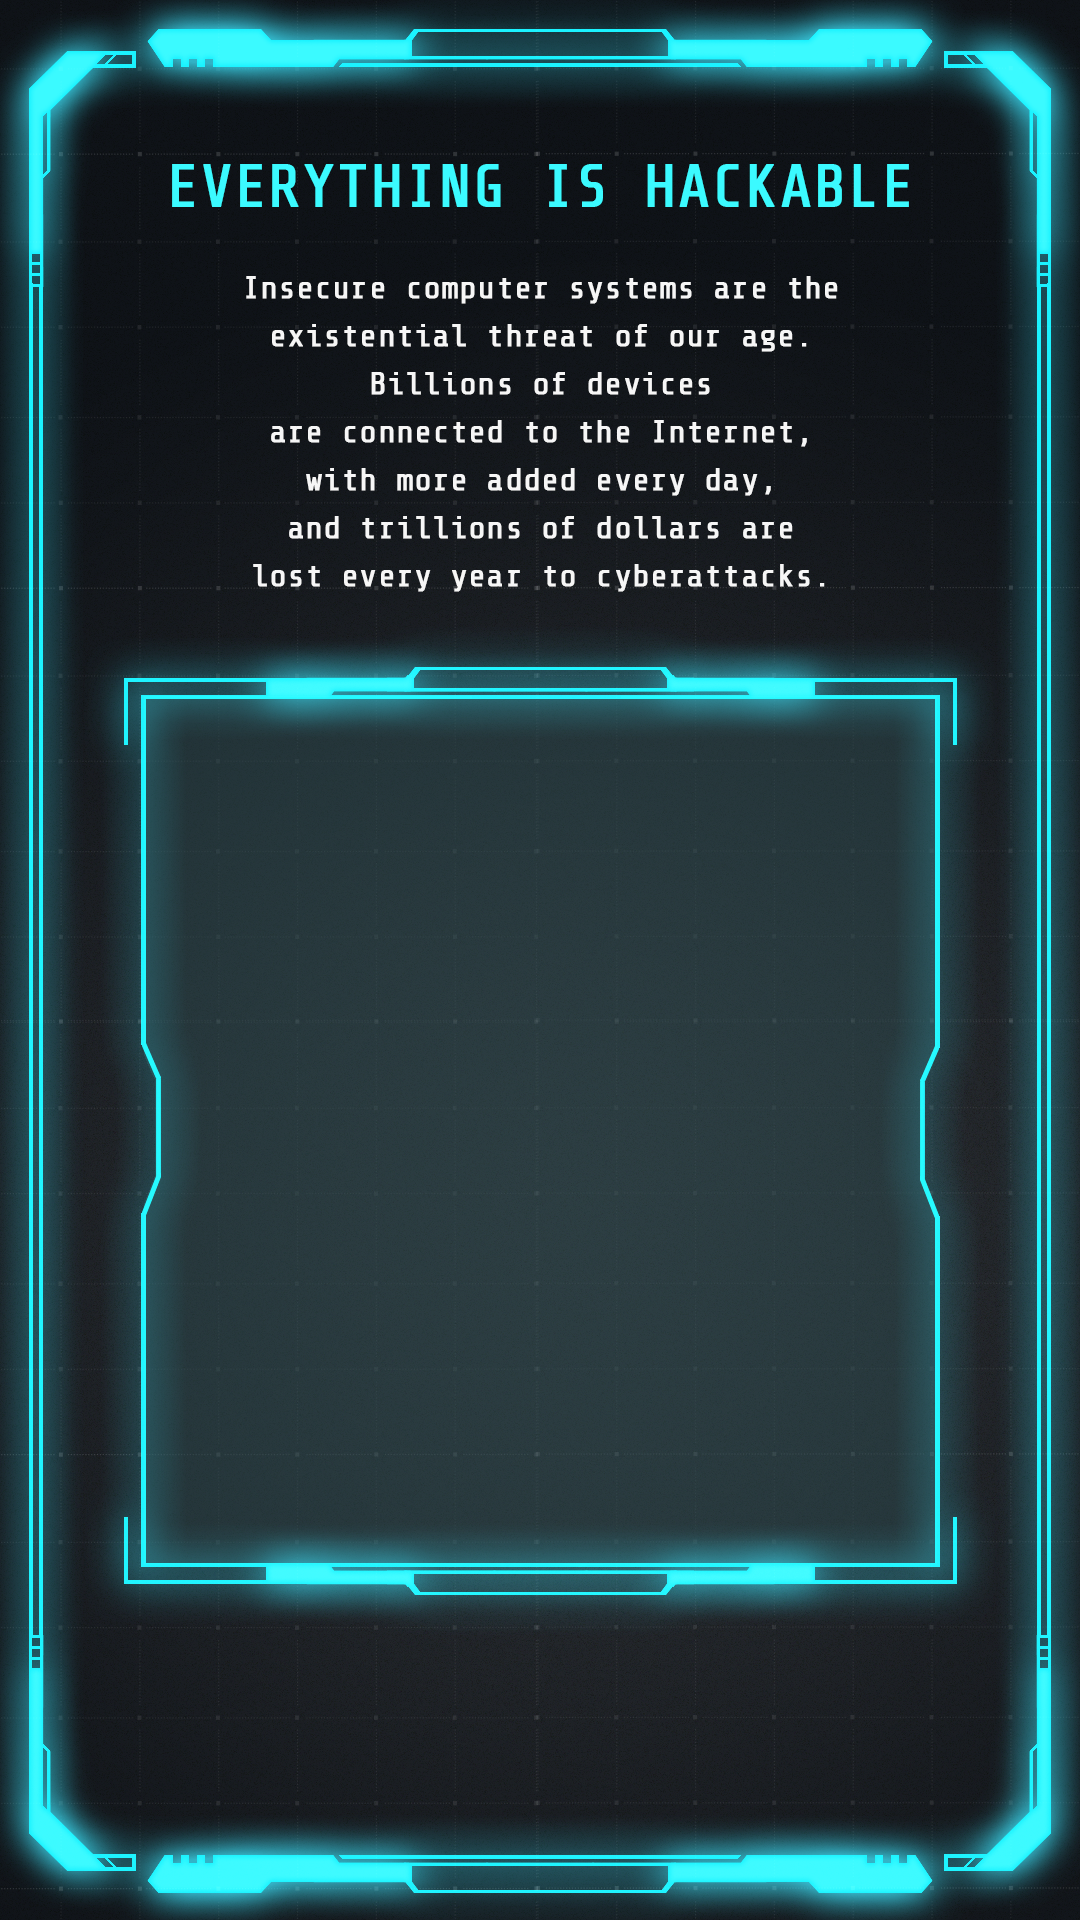 EVERYTHING IS HACKABLE
Insecure computer systems are the
existential threat of our age.
Billions of devices
are connected to the Internet,
with more added every day,
and trillions of dollars are
lost every year to cyberattacks.